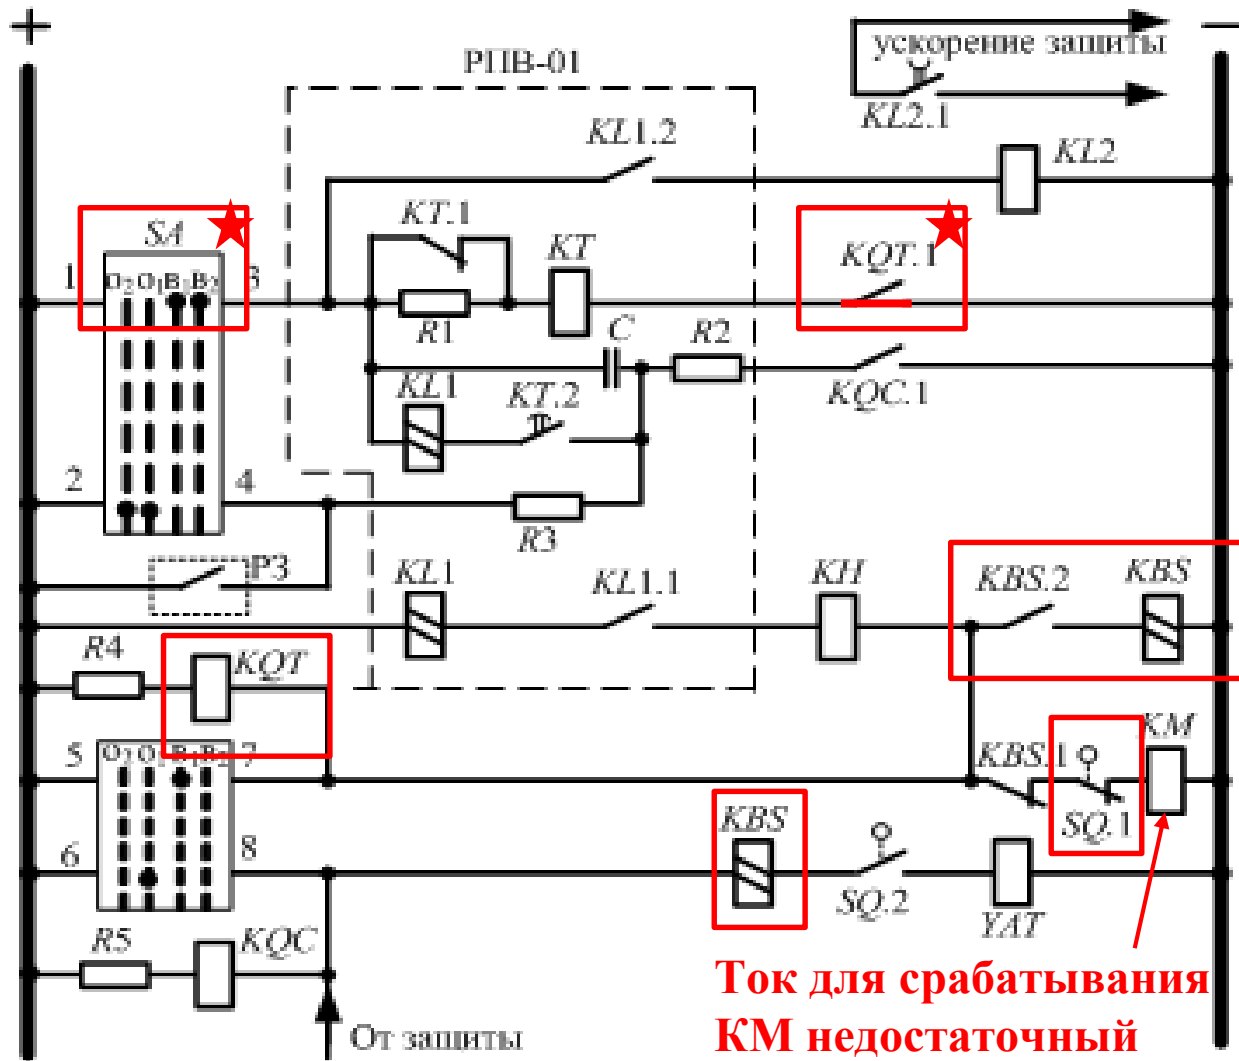 +
−
ускорение защиты
РПВ-01
KL2.1
KL1.2
KL2
SA
KT.1
KT
KQT.1
1
O2 O1 B1 B2
3
R1
C
R2
KL1
KT.2
KQC.1
2
4
R3
РЗ
KL1
KL1.1
KH
KBS.2
KBS
R4
KQT
5
O2 O1 B1 B2
7
KBS.1
KM
SQ.1
KBS
6
8
SQ.2
YAT
R5
KQC
От защиты
Ток для срабатывания
КМ недостаточный